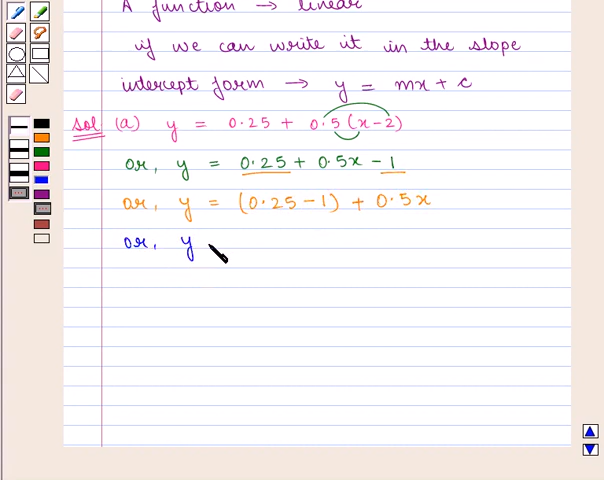 A function → linear
if we can write it in the slope
intercept form → y = mx + c
Sol (a) y = 0.25 + 0.5(x-2)
or, y = 0.25 + 0.5x - 1
or, y = (0.25 - 1) + 0.5x
or, y